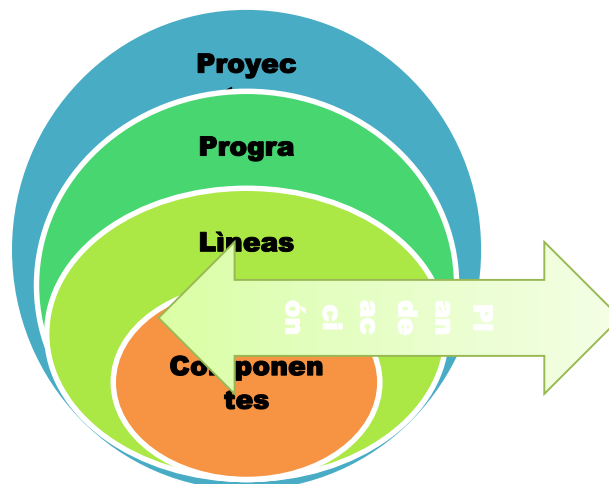 Proyec
Progra
Lìneas
Componen
tes
Pl
an
de
ac
ci
ón